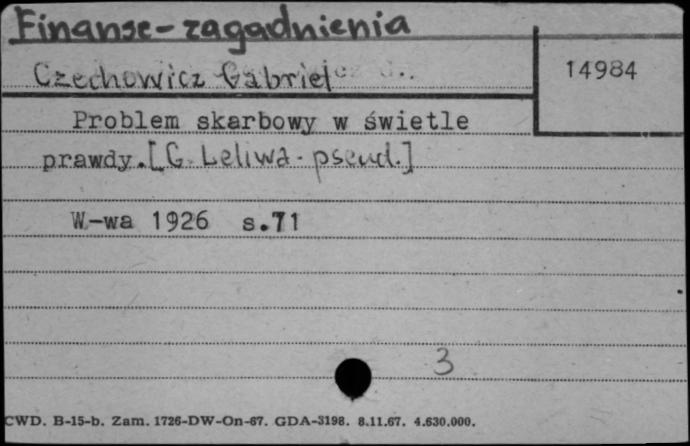 Finanse-zagadnienia
Czechowicz Gabriel
14984
Problem skarbowy w świetle
prawdy.[G. Leliwa - pseud.]
W-wa 1926 s.71
3
CWD. B-15-b. Zam. 1726-DW-On-67. GDA-3198. 8.11.67. 4.630.000.